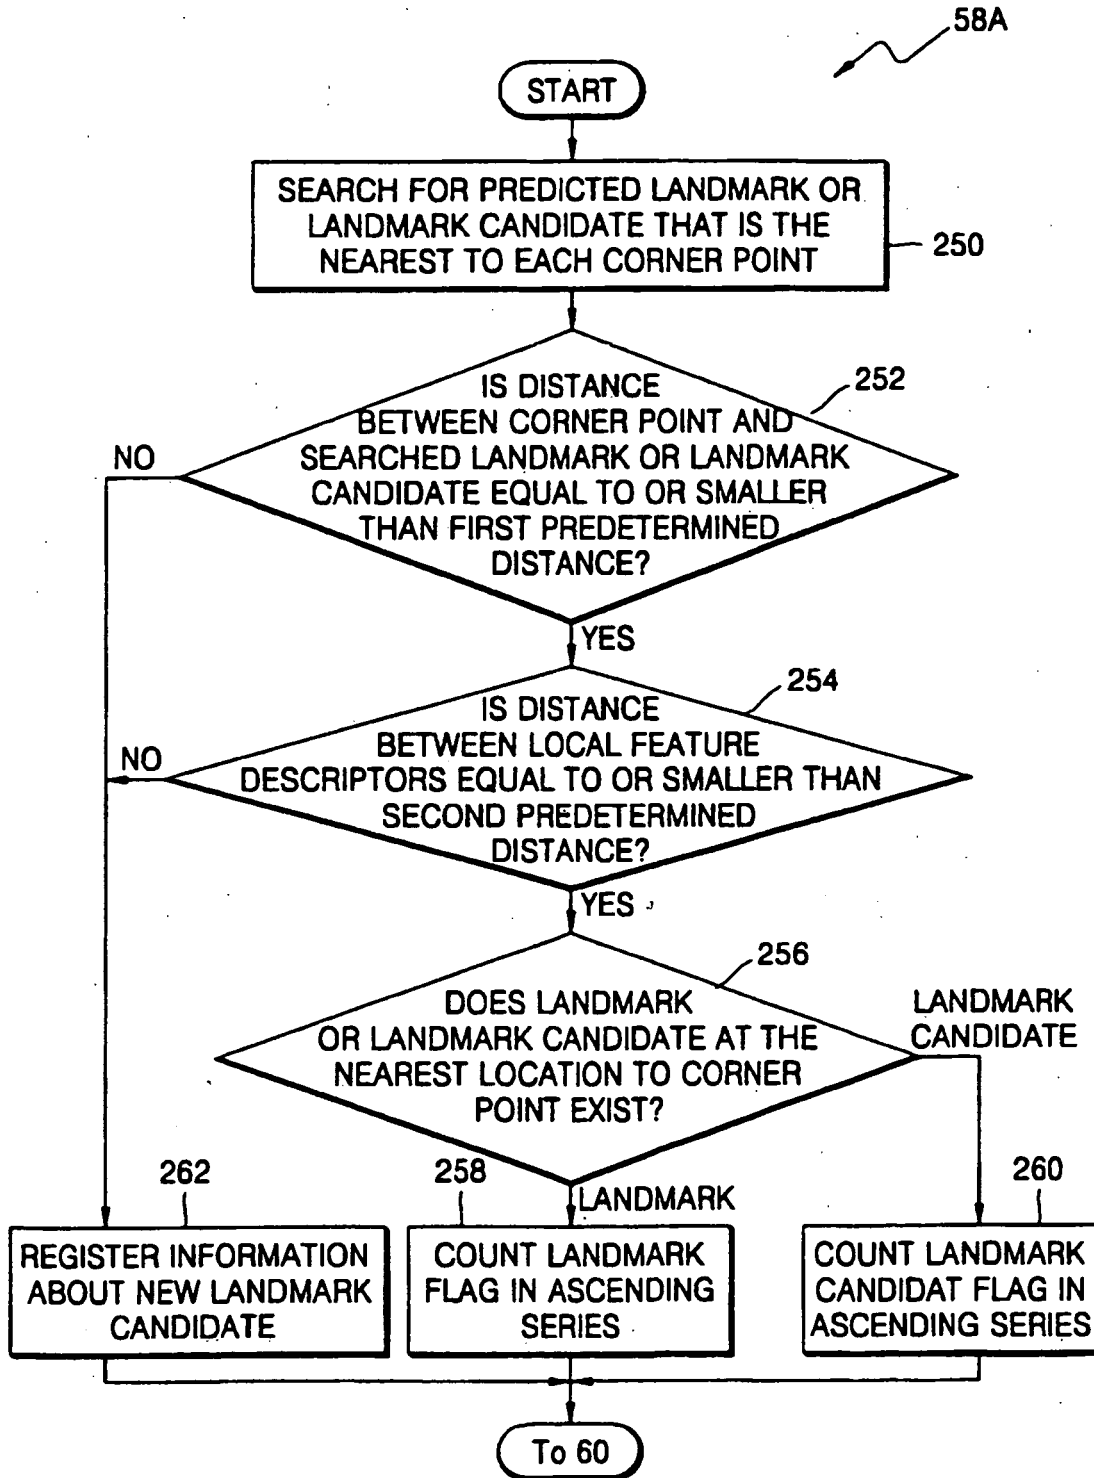 58A
START
SEARCH FOR PREDICTED LANDMARK OR
LANDMARK CANDIDATE THAT IS THE
NEAREST TO EACH CORNER POINT
250
IS DISTANCE
BETWEEN CORNER POINT AND
SEARCHED LANDMARK OR LANDMARK
CANDIDATE EQUAL TO OR SMALLER
THAN FIRST PREDETERMINED
DISTANCE?
252
NO
YES
IS DISTANCE
BETWEEN LOCAL FEATURE
DESCRIPTORS EQUAL TO OR SMALLER THAN
SECOND PREDETERMINED
DISTANCE?
254
NO
YES
DOES LANDMARK
OR LANDMARK CANDIDATE AT THE
NEAREST LOCATION TO CORNER
POINT EXIST?
256
LANDMARK
CANDIDATE
LANDMARK
262
REGISTER INFORMATION
ABOUT NEW LANDMARK
CANDIDATE
258
COUNT LANDMARK
FLAG IN ASCENDING
SERIES
260
COUNT LANDMARK
CANDIDAT FLAG IN
ASCENDING SERIES
To 60